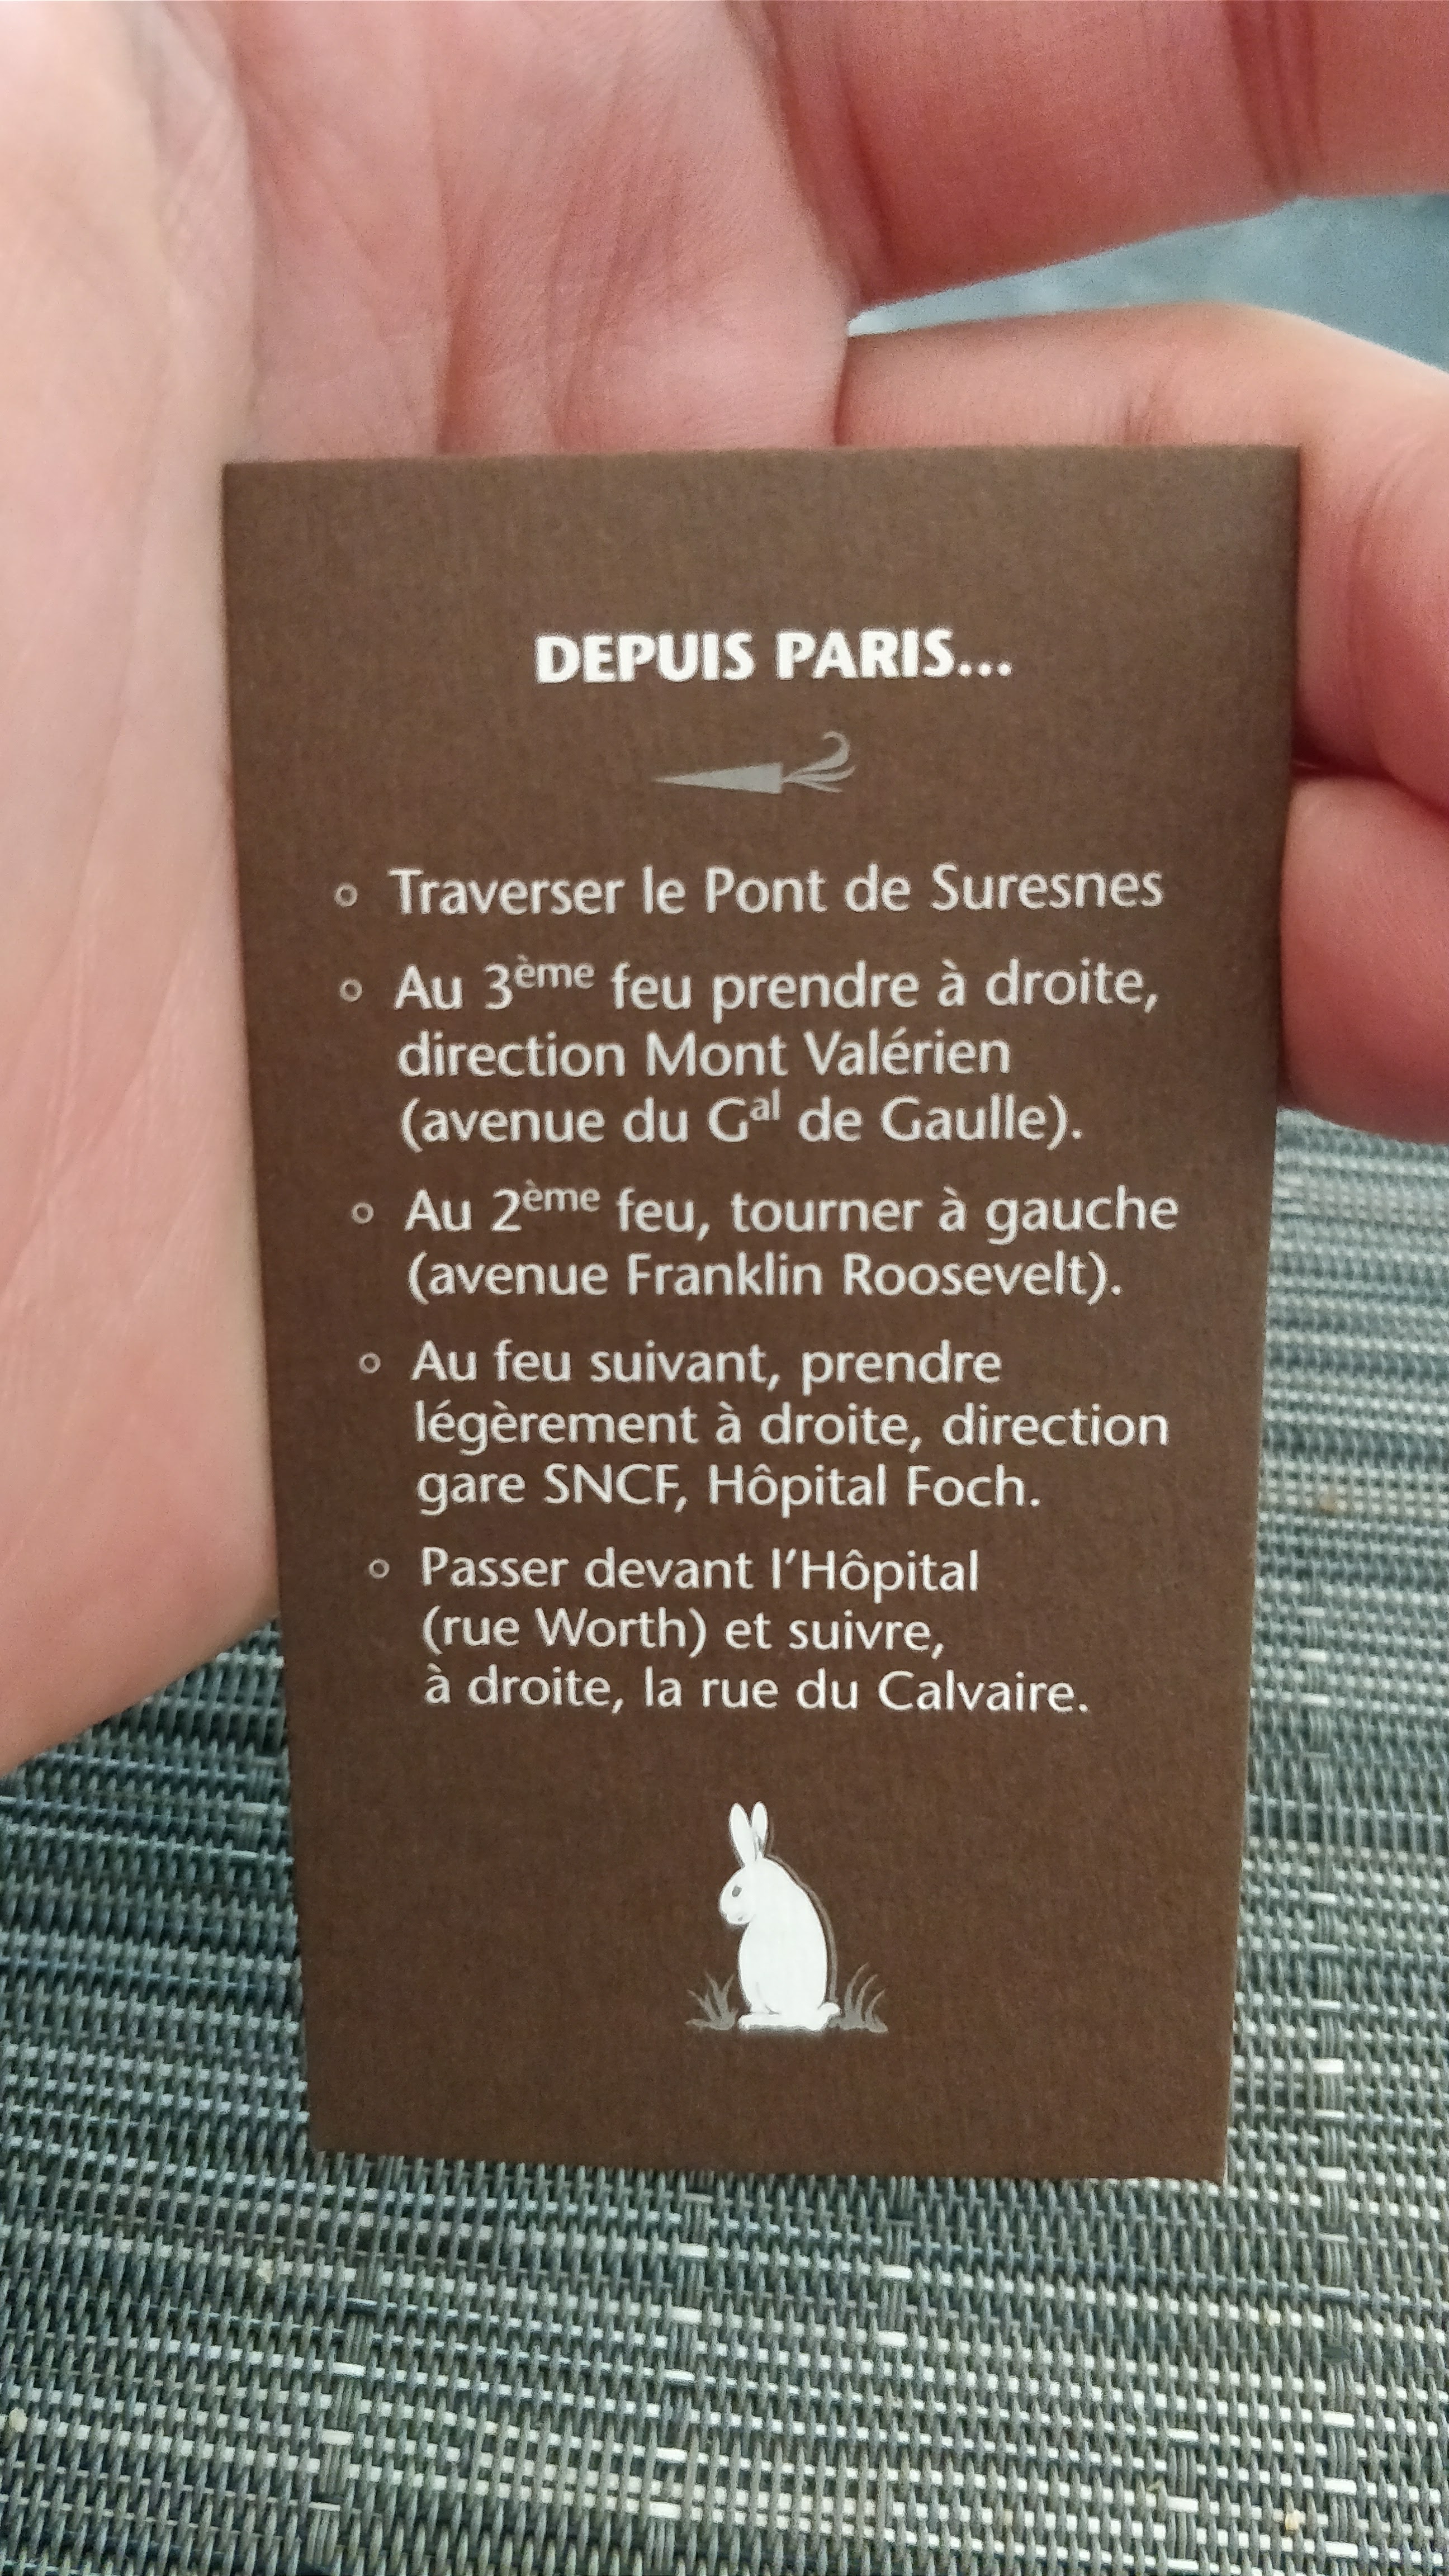 DEPUIS PARIS...
◦ Traverser le Pont de Suresnes
◦ Au 3ème feu prendre à droite,
direction Mont Valérien
(avenue du Gal de Gaulle).
◦ Au 2ème feu, tourner à gauche
(avenue Franklin Roosevelt).
◦ Au feu suivant, prendre
légèrement à droite, direction
gare SNCF, Hôpital Foch.
◦ Passer devant l'Hôpital
(rue Worth) et suivre,
à droite, la rue du Calvaire.